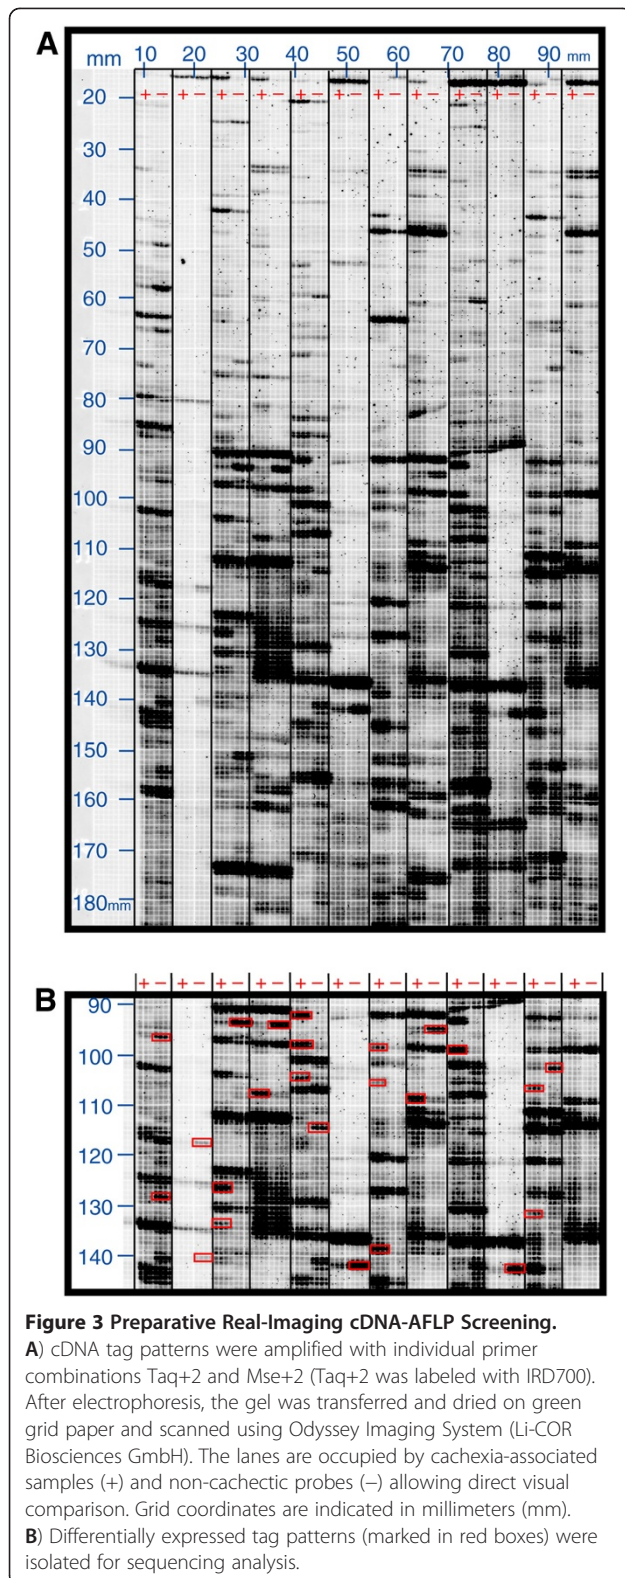 A
mm 10 20 30 40 50 60 70 80 90 mm
+ − + − + − + − + − + − + − + − + − + − + − + −
20
30
40
50
60
70
80
90
100
110
120
130
140
150
160
170
180mm
+ − + − + − + − + − + − + − + − + − + − + − + −
B
90
100
110
120
130
140
Figure 3 Preparative Real-Imaging cDNA-AFLP Screening.
A) cDNA tag patterns were amplified with individual primer
combinations Taq+2 and Mse+2 (Taq+2 was labeled with IRD700).
After electrophoresis, the gel was transferred and dried on green
grid paper and scanned using Odyssey Imaging System (Li-COR
Biosciences GmbH). The lanes are occupied by cachexia-associated
samples (+) and non-cachectic probes (−) allowing direct visual
comparison. Grid coordinates are indicated in millimeters (mm).
B) Differentially expressed tag patterns (marked in red boxes) were
isolated for sequencing analysis.